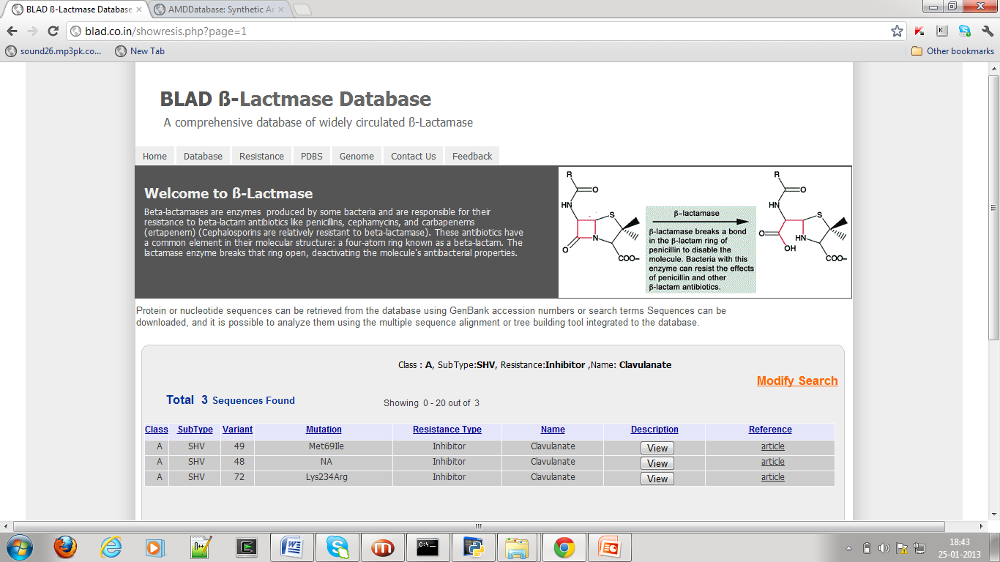 BLAD ß-Lactmase Database
AMDDatabase: Synthetic Ar
blad.co.in/showresis.php?page=1
sound26.mp3pk.co...
New Tab
Other bookmarks
BLAD ß-Lactmase Database
A comprehensive database of widely circulated ß-Lactamase
Home Database Resistance PDBS Genome Contact Us Feedback
Welcome to ß-Lactmase
Beta-lactamases are enzymes produced by some bacteria and are responsible for their
resistance to beta-lactam antibiotics like penicillins, cephamycins, and carbapenems
(ertapenem) (Cephalosporins are relatively resistant to beta-lactamase). These antibiotics have
a common element in their molecular structure: a four-atom ring known as a beta-lactam. The
lactamase enzyme breaks that ring open, deactivating the molecule's antibacterial properties.
R
O
HN
S
N
O
COO–
β–lactamase
β-lactamase breaks a bond
in the β-lactam ring of
penicillin to disable the
molecule. Bacteria with this
enzyme can resist the effects
of penicillin and other
β-lactam antibiotics.
R
O
HN
S
O
HN
OH
COO–
Protein or nucleotide sequences can be retrieved from the database using GenBank accession numbers or search terms Sequences can be
downloaded, and it is possible to analyze them using the multiple sequence alignment or tree building tool integrated to the database.
Class : A, SubType:SHV, Resistance:Inhibitor ,Name: Clavulanate
Modify Search
Total 3 Sequences Found
Showing 0 - 20 out of 3
Class SubType Variant Mutation Resistance Type Name Description Reference
A SHV 49 Met69Ile Inhibitor Clavulanate View article
A SHV 48 NA Inhibitor Clavulanate View article
A SHV 72 Lys234Arg Inhibitor Clavulanate View article
18:43
25-01-2013